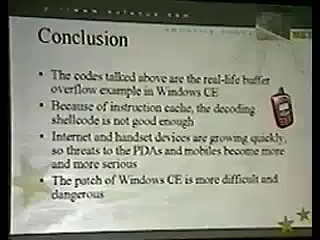 Conclusion
The codes talked above are the real-life buffer
overflow example in Windows CE
Because of instruction cache, the decoding
shellcode is not good enough
Internet and handset devices are growing quickly,
so threats to the PDAs and mobiles become more
and more serious
The patch of Windows CE is more difficult and
dangerous